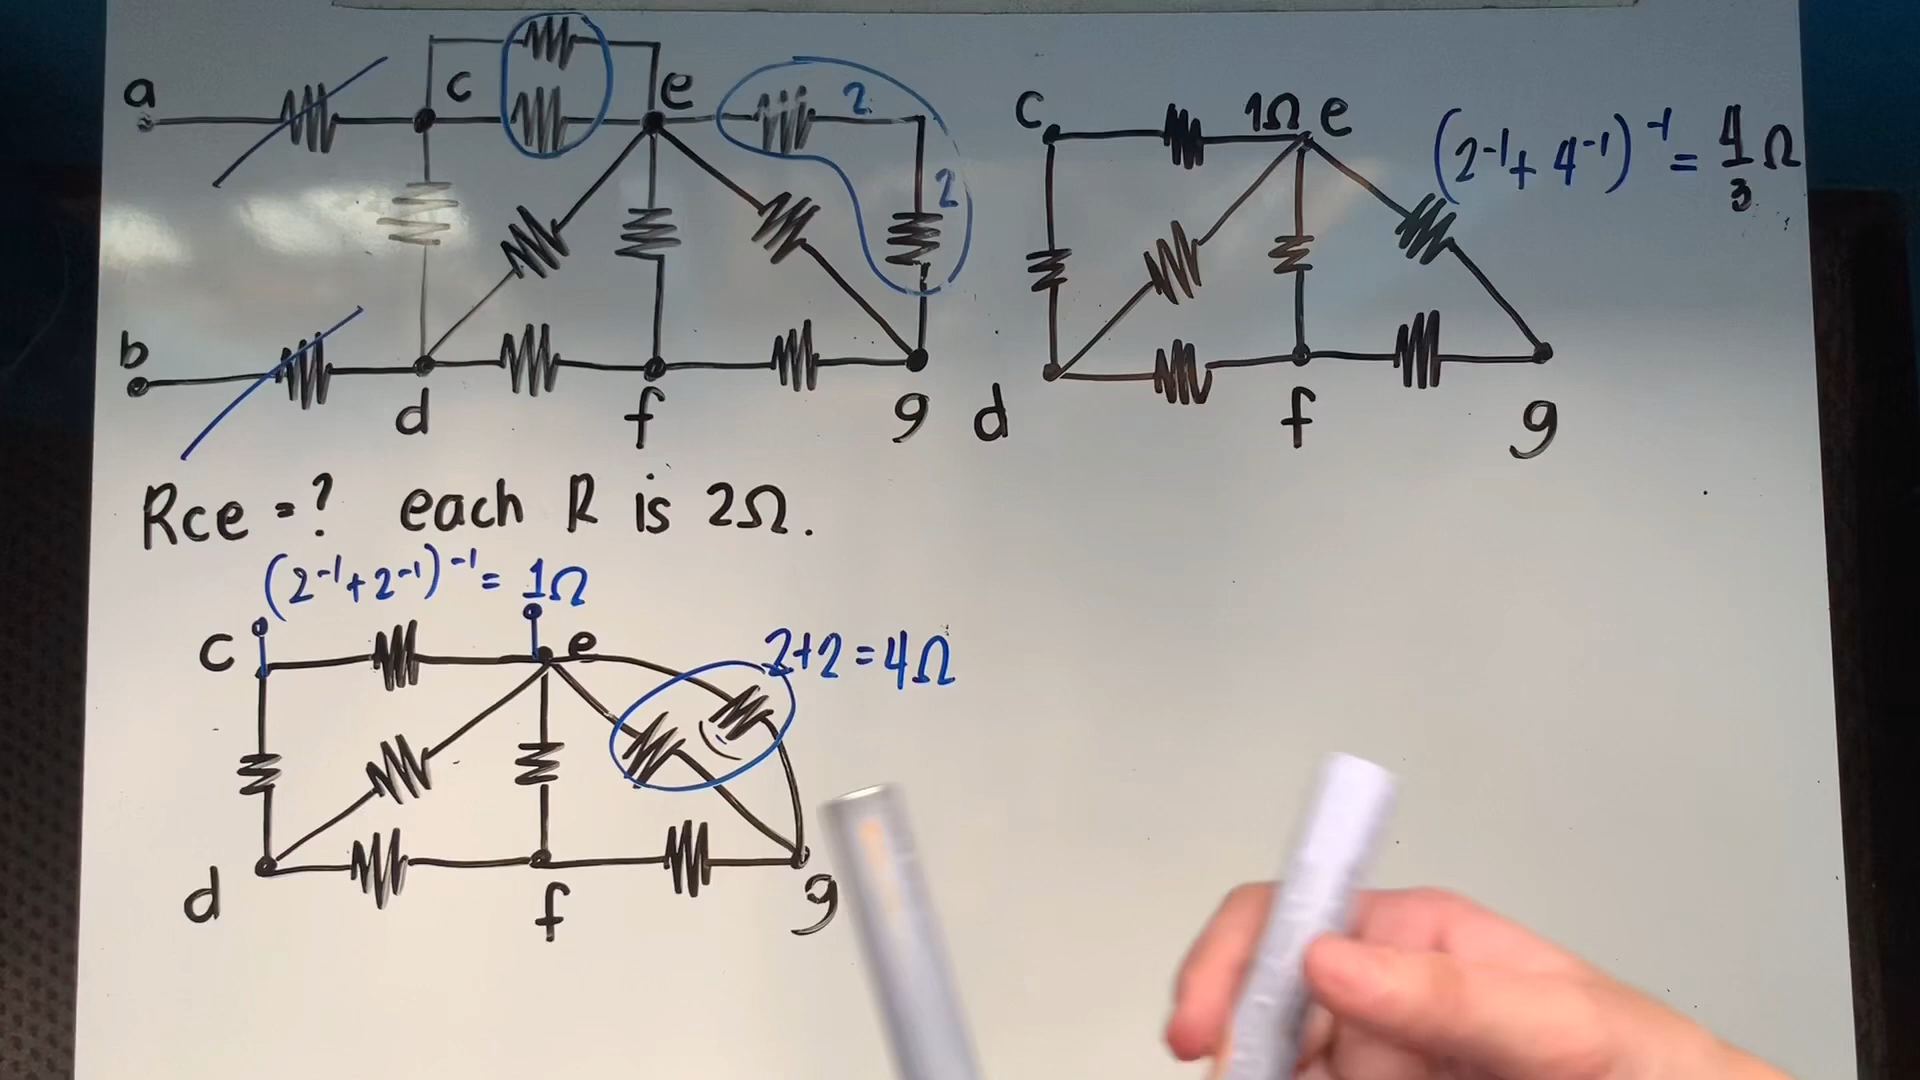 a c e 2
2
b
d f g
Rce = ? each R is 2Ω.
(2⁻¹+2⁻¹)⁻¹ = 1Ω
c e 2+2=4Ω
d f g
c 1Ω e (2⁻¹+4⁻¹)⁻¹ = 4/3 Ω
d f g